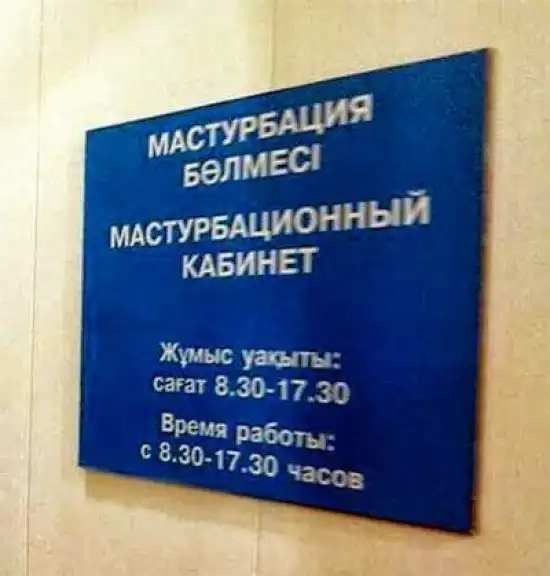 МАСТУРБАЦИЯ
БӨЛМЕСІ
МАСТУРБАЦИОННЫЙ
КАБИНЕТ
Жұмыс уақыты:
сағат 8.30-17.30
Время работы:
с 8.30-17.30 часов